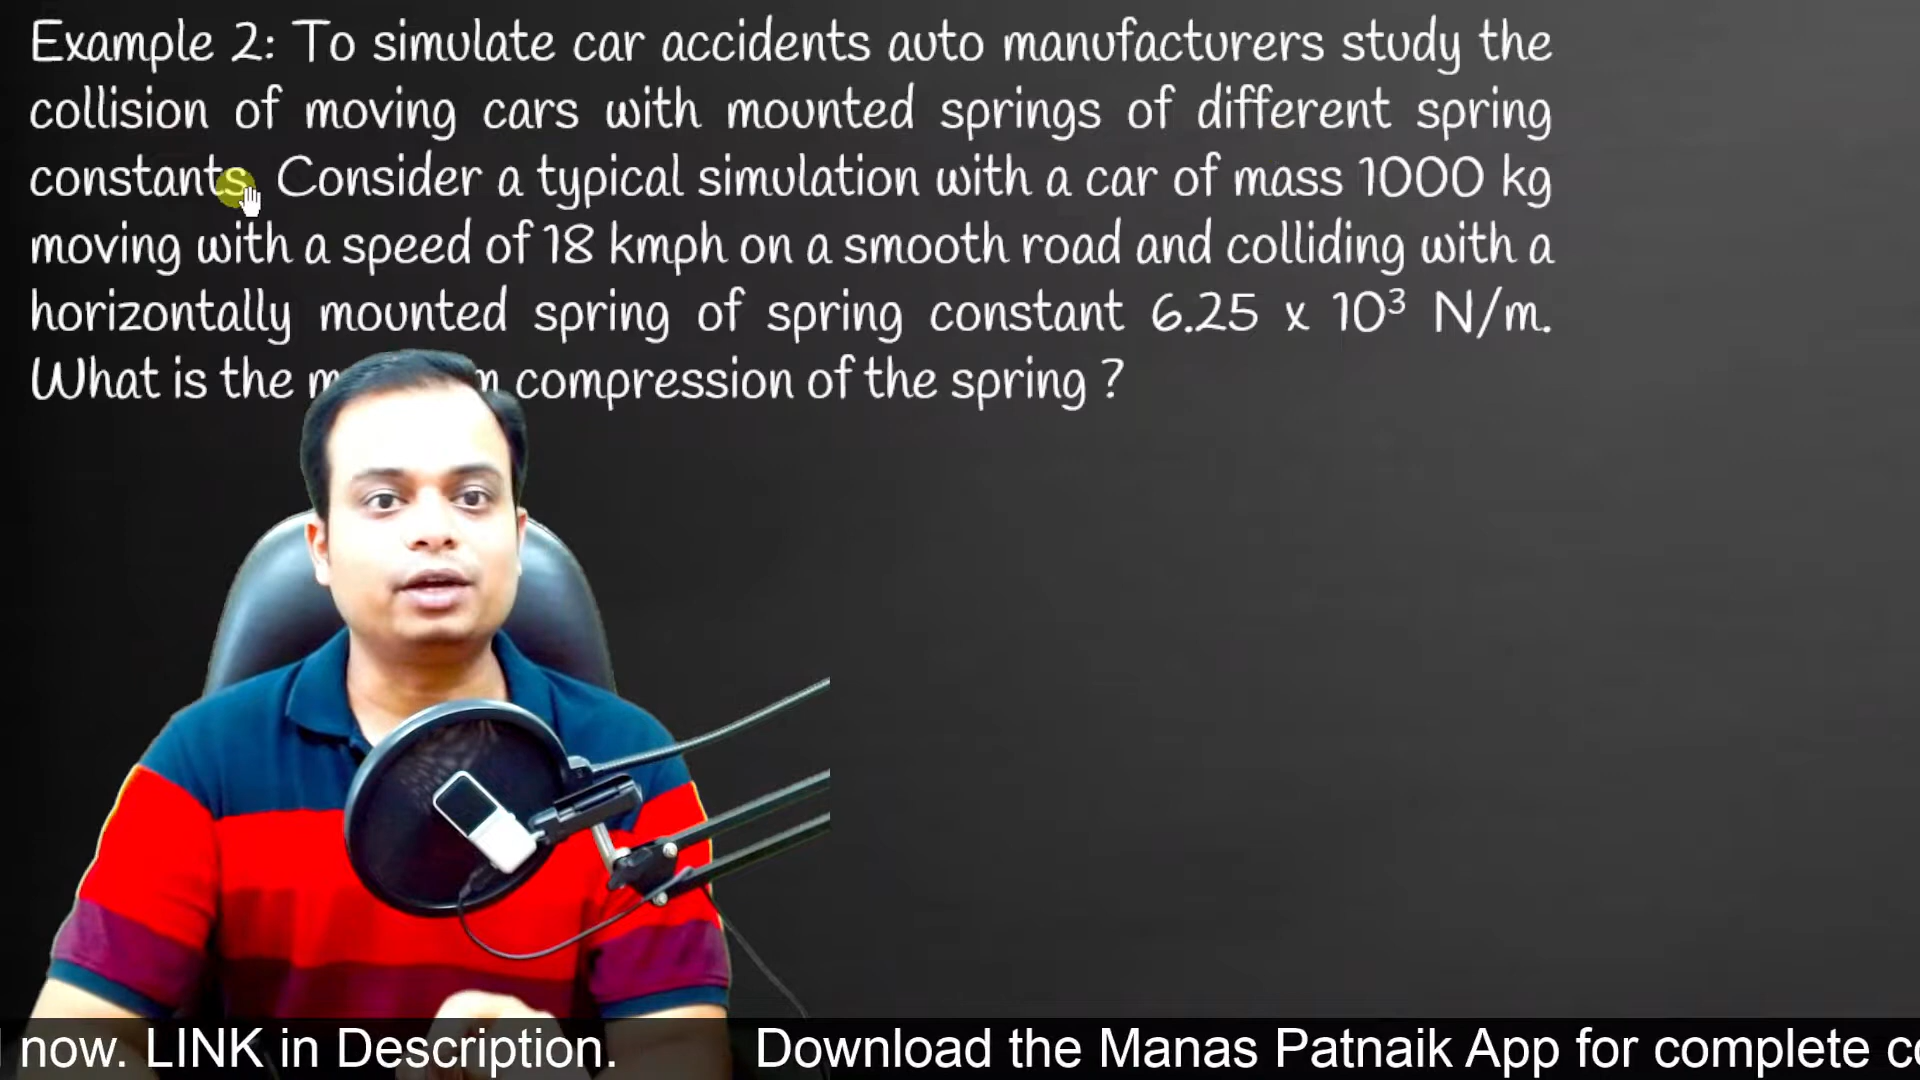 Example 2: To simulate car accidents auto manufacturers study the
collision of moving cars with mounted springs of different spring
constants. Consider a typical simulation with a car of mass 1000 kg
moving with a speed of 18 kmph on a smooth road and colliding with a
horizontally mounted spring of spring constant 6.25 x 10³ N/m.
What is the compression of the spring ?
now. LINK in Description. Download the Manas Patnaik App for complete